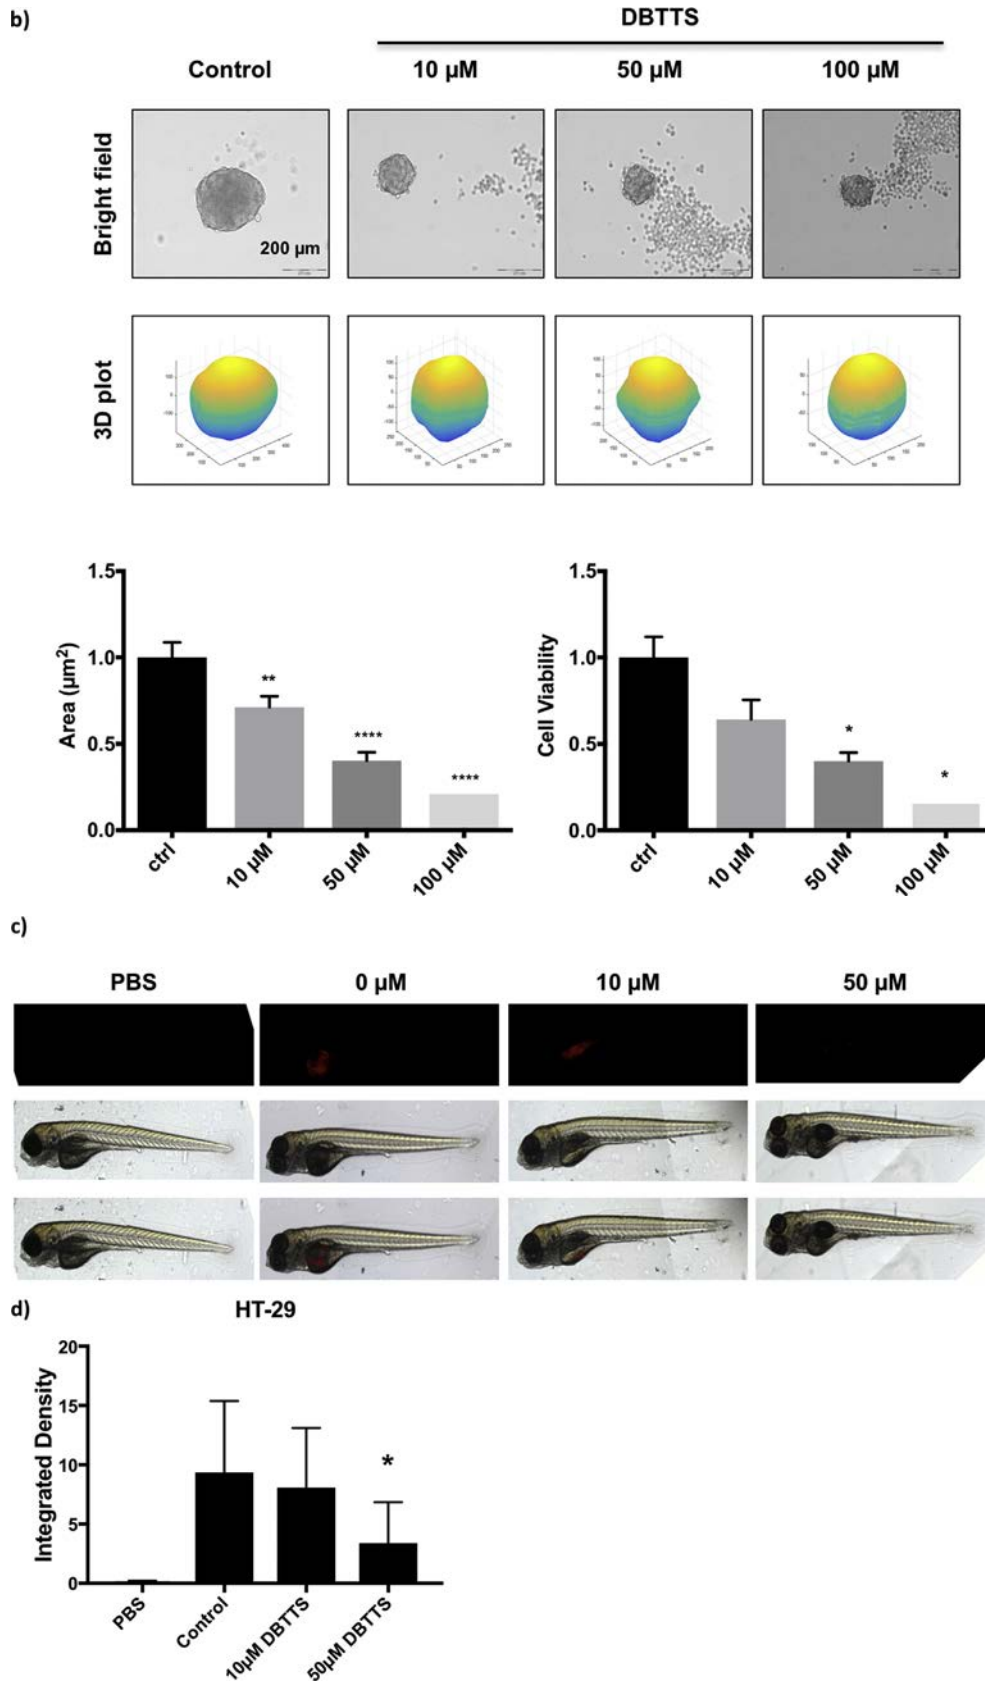 b)
DBTTS
Control
10 µM
50 µM
100 µM
Bright field
200 µm
3D plot
1.5
1.0
0.5
0.0
Area (µm²)
**
****
****
ctrl
10 µM
50 µM
100 µM
1.5
1.0
0.5
0.0
Cell Viability
*
*
ctrl
10 µM
50 µM
100 µM
c)
PBS
0 µM
10 µM
50 µM
d)
HT-29
20
15
10
5
0
Integrated Density
*
PBS
Control
10µM DBTTS
50µM DBTTS